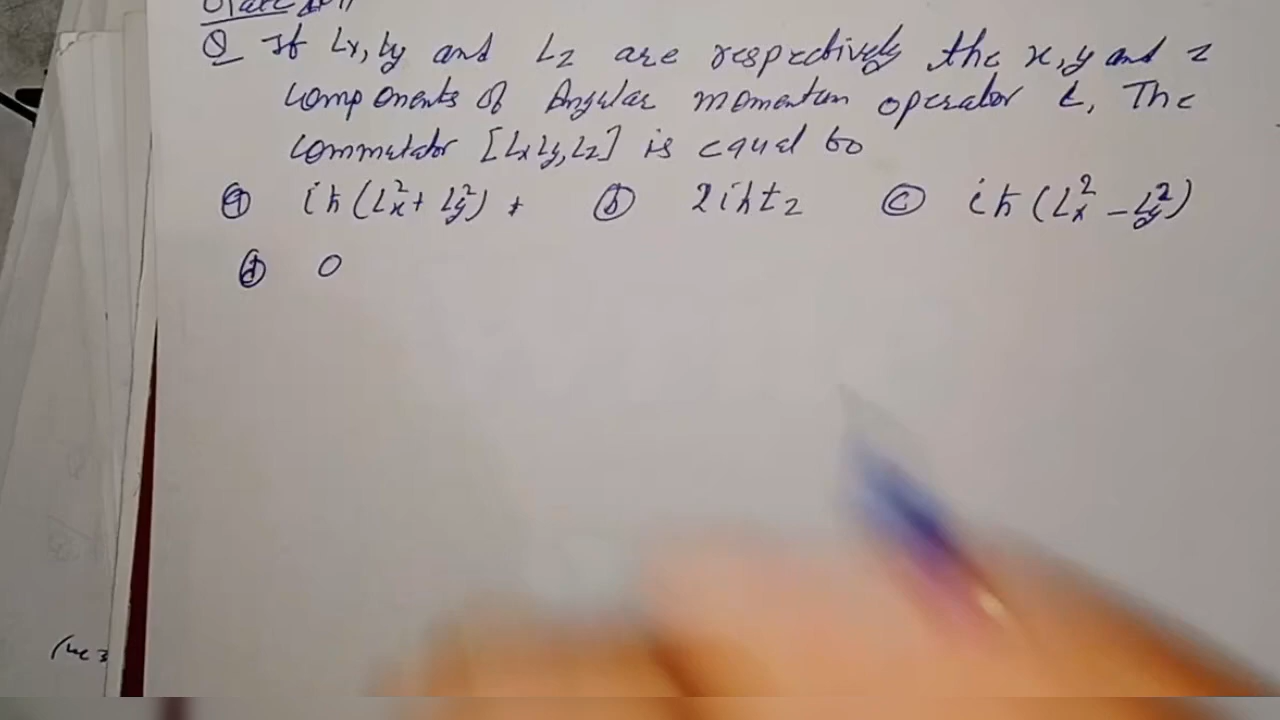 Q If Lx, Ly and Lz are respectively the x, y and z
components of Angular momentum operator L, The
commutator [LxLy, Lz] is equal to
ⓐ iħ(Lx² + Ly²) ⓑ 2iħLz ⓒ iħ(Lx² - Ly²)
ⓓ 0